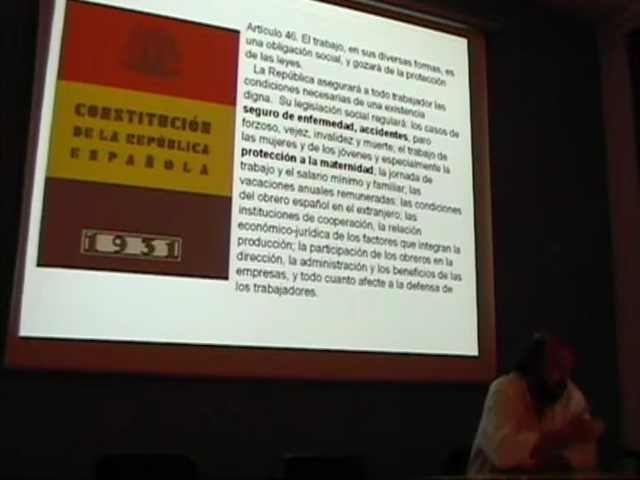 CONSTITUCIÓN
DE LA REPÚBLICA
ESPAÑOLA
1931
Artículo 46. El trabajo, en sus diversas formas, es
una obligación social, y gozará de la protección
de las leyes.
La República asegurará a todo trabajador las
condiciones necesarias de una existencia
digna. Su legislación social regulará: los casos de
seguro de enfermedad, accidentes, paro
forzoso, vejez, invalidez y muerte; el trabajo de
las mujeres y de los jóvenes y especialmente la
protección a la maternidad; la jornada de
trabajo y el salario mínimo y familiar; las
vacaciones anuales remuneradas: las condiciones
del obrero español en el extranjero; las
instituciones de cooperación, la relación
económico-jurídica de los factores que integran la
producción; la participación de los obreros en la
dirección, la administración y los beneficios de las
empresas, y todo cuanto afecte a la defensa de
los trabajadores.